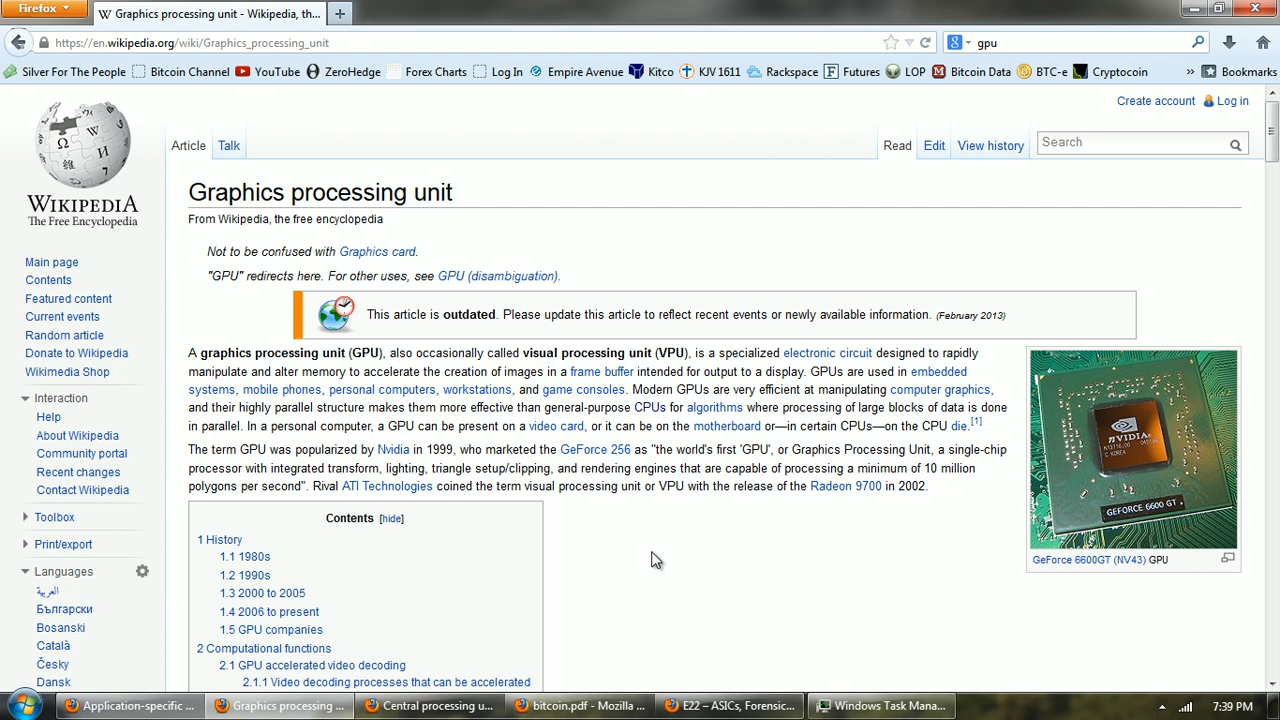 Firefox
Graphics processing unit - Wikipedia, th...
https://en.wikipedia.org/wiki/Graphics_processing_unit
gpu
Silver For The People
Bitcoin Channel
YouTube
ZeroHedge
Forex Charts
Log In
Empire Avenue
Kitco
KJV 1611
Rackspace
Futures
LOP
Bitcoin Data
BTC-e
Cryptocoin
»
Bookmarks
Create account
Log in
Article
Talk
Read
Edit
View history
Search
WIKIPEDIA
The Free Encyclopedia
Main page
Contents
Featured content
Current events
Random article
Donate to Wikipedia
Wikimedia Shop
Interaction
Help
About Wikipedia
Community portal
Recent changes
Contact Wikipedia
Toolbox
Print/export
Languages
العربية
Български
Bosanski
Català
Česky
Dansk
Graphics processing unit
From Wikipedia, the free encyclopedia
Not to be confused with Graphics card.
"GPU" redirects here. For other uses, see GPU (disambiguation).
This article is outdated. Please update this article to reflect recent events or newly available information. (February 2013)
A graphics processing unit (GPU), also occasionally called visual processing unit (VPU), is a specialized electronic circuit designed to rapidly
manipulate and alter memory to accelerate the creation of images in a frame buffer intended for output to a display. GPUs are used in embedded
systems, mobile phones, personal computers, workstations, and game consoles. Modern GPUs are very efficient at manipulating computer graphics,
and their highly parallel structure makes them more effective than general-purpose CPUs for algorithms where processing of large blocks of data is done
in parallel. In a personal computer, a GPU can be present on a video card, or it can be on the motherboard or—in certain CPUs—on the CPU die.[1]
The term GPU was popularized by Nvidia in 1999, who marketed the GeForce 256 as "the world's first 'GPU', or Graphics Processing Unit, a single-chip
processor with integrated transform, lighting, triangle setup/clipping, and rendering engines that are capable of processing a minimum of 10 million
polygons per second". Rival ATI Technologies coined the term visual processing unit or VPU with the release of the Radeon 9700 in 2002.
nVIDIA
KOREA
GEFORCE 6600 GT
GeForce 6600GT (NV43) GPU
Contents [hide]
1 History
1.1 1980s
1.2 1990s
1.3 2000 to 2005
1.4 2006 to present
1.5 GPU companies
2 Computational functions
2.1 GPU accelerated video decoding
2.1.1 Video decoding processes that can be accelerated
Application-specific ...
Graphics processing ...
Central processing u...
bitcoin.pdf - Mozilla ...
E22 – ASICs, Forensic...
Windows Task Mana...
7:39 PM